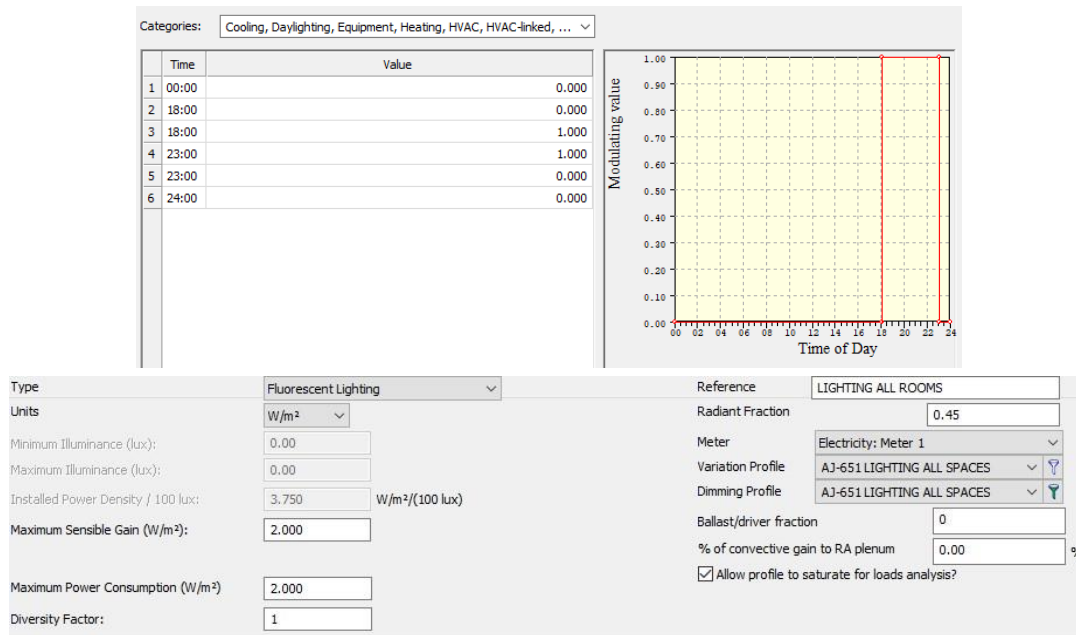 Categories: Cooling, Daylighting, Equipment, Heating, HVAC, HVAC-linked, ...
Time Value
1 00:00 0.000
2 18:00 0.000
3 18:00 1.000
4 23:00 1.000
5 23:00 0.000
6 24:00 0.000
Modulating value
1.00
0.90
0.80
0.70
0.60
0.50
0.40
0.30
0.20
0.10
0.00
00 02 04 06 08 10 12 14 16 18 20 22 24
Time of Day
Type Fluorescent Lighting
Units W/m²
Minimum Illuminance (lux): 0.00
Maximum Illuminance (lux): 0.00
Installed Power Density / 100 lux: 3.750 W/m²/(100 lux)
Maximum Sensible Gain (W/m²): 2.000
Maximum Power Consumption (W/m²) 2.000
Diversity Factor: 1
Reference LIGHTING ALL ROOMS
Radiant Fraction 0.45
Meter Electricity: Meter 1
Variation Profile AJ-651 LIGHTING ALL SPACES
Dimming Profile AJ-651 LIGHTING ALL SPACES
Ballast/driver fraction 0
% of convective gain to RA plenum 0.00 %
Allow profile to saturate for loads analysis?